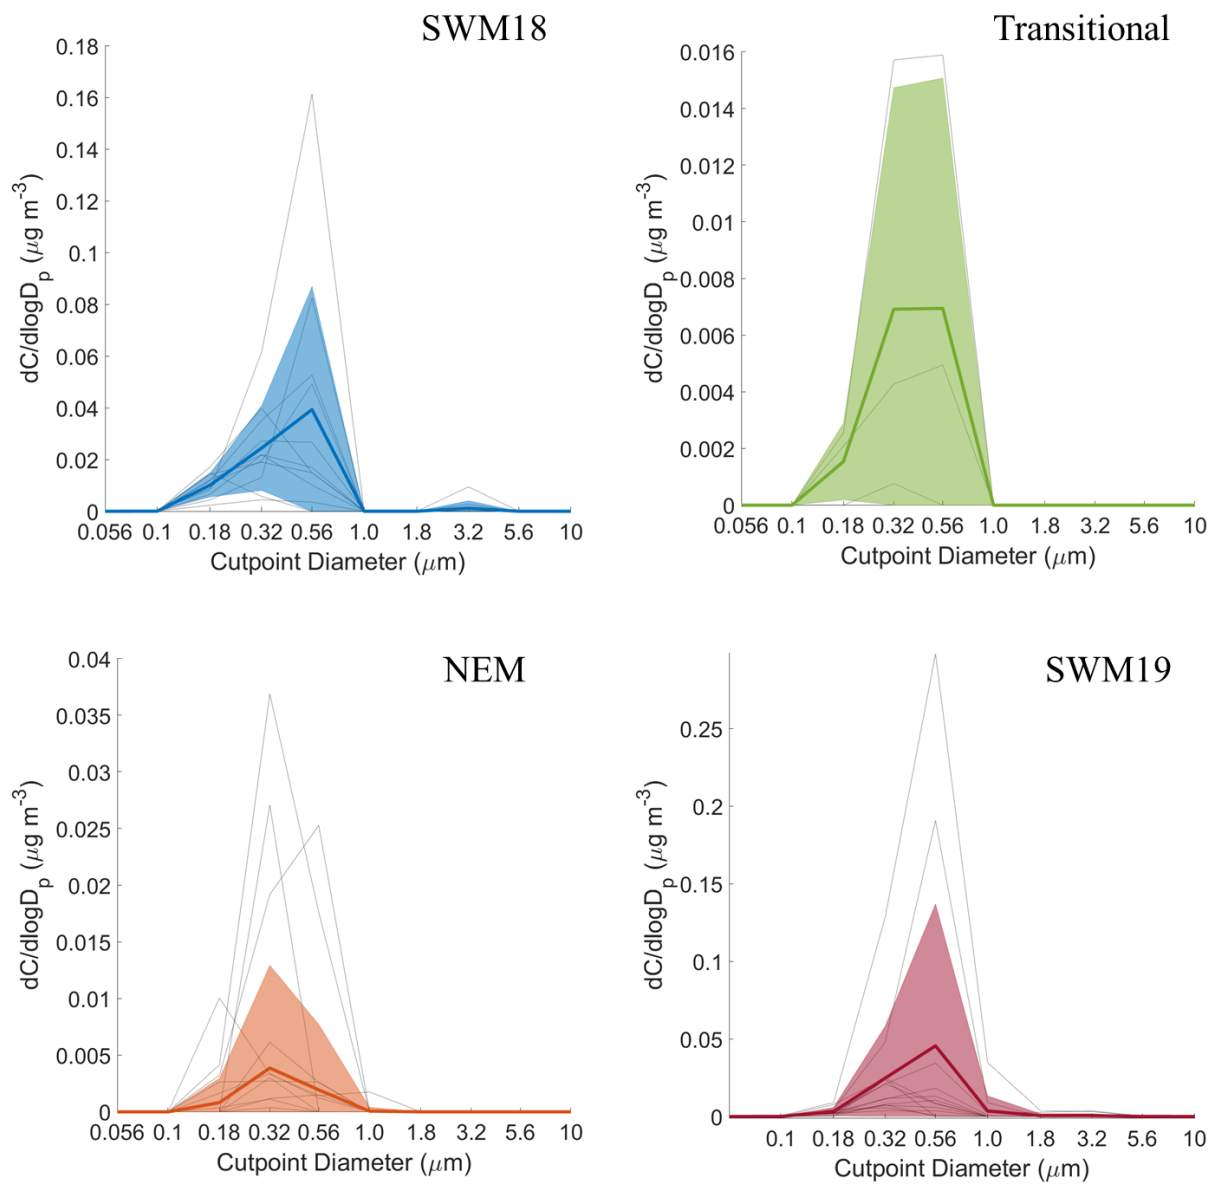 SWM18
0.18
0.16
0.14
0.12
0.1
0.08
0.06
0.04
0.02
0
dC/dlogD_p (μg m^-3)
0.056 0.1 0.18 0.32 0.56 1.0 1.8 3.2 5.6 10
Cutpoint Diameter (μm)
Transitional
0.016
0.014
0.012
0.01
0.008
0.006
0.004
0.002
0
dC/dlogD_p (μg m^-3)
0.056 0.1 0.18 0.32 0.56 1.0 1.8 3.2 5.6 10
Cutpoint Diameter (μm)
NEM
0.04
0.035
0.03
0.025
0.02
0.015
0.01
0.005
0
dC/dlogD_p (μg m^-3)
0.056 0.1 0.18 0.32 0.56 1.0 1.8 3.2 5.6 10
Cutpoint Diameter (μm)
SWM19
0.25
0.2
0.15
0.1
0.05
0
dC/dlogD_p (μg m^-3)
0.1 0.18 0.32 0.56 1.0 1.8 3.2 5.6 10
Cutpoint Diameter (μm)